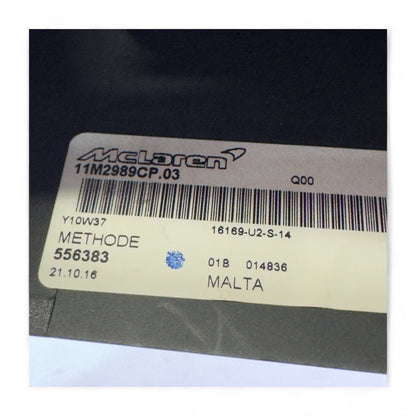 McLaren
11M2989CP.03
Q00
Y10W37
16169-U2-S-14
METHODE
556383
01B 014836
21.10.16
MALTA